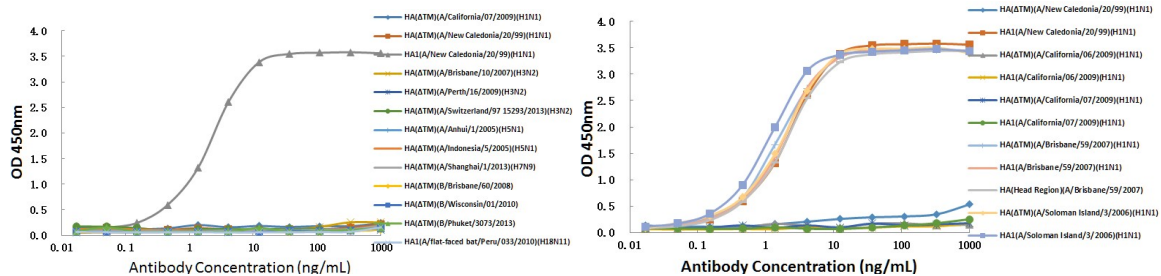 OD 450nm
4.0
3.5
3.0
2.5
2.0
1.5
1.0
0.5
0.0
0.01
0.1
1
10
100
1000
Antibody Concentration (ng/mL)
HA(ΔTM)(A/California/07/2009)(H1N1)
HA(ΔTM)(A/New Caledonia/20/99)(H1N1)
HA1(A/New Caledonia/20/99)(H1N1)
HA(ΔTM)(A/Brisbane/10/2007)(H3N2)
HA(ΔTM)(A/Perth/16/2009)(H3N2)
HA(ΔTM)(A/Switzerland/97 15293/2013)(H3N2)
HA(ΔTM)(A/Anhui/1/2005)(H5N1)
HA(ΔTM)(A/Indonesia/5/2005)(H5N1)
HA(ΔTM)(A/Shanghai/1/2013)(H7N9)
HA(ΔTM)(B/Brisbane/60/2008)
HA(ΔTM)(B/Wisconsin/01/2010)
HA(ΔTM)(B/Phuket/3073/2013)
HA1(A/flat-faced bat/Peru/033/2010)(H18N11)
OD 450nm
4.0
3.5
3.0
2.5
2.0
1.5
1.0
0.5
0.0
0.01
0.1
1
10
100
1000
Antibody Concentration (ng/mL)
HA(ΔTM)(A/New Caledonia/20/99)(H1N1)
HA1(A/New Caledonia/20/99)(H1N1)
HA(ΔTM)(A/California/06/2009)(H1N1)
HA1(A/California/06/2009)(H1N1)
HA(ΔTM)(A/California/07/2009)(H1N1)
HA1(A/California/07/2009)(H1N1)
HA(ΔTM)(A/Brisbane/59/2007)(H1N1)
HA1(A/Brisbane/59/2007)(H1N1)
HA(Head Region)(A/Brisbane/59/2007)
HA(ΔTM)(A/Soloman Island/3/2006)(H1N1)
HA1(A/Soloman Island/3/2006)(H1N1)